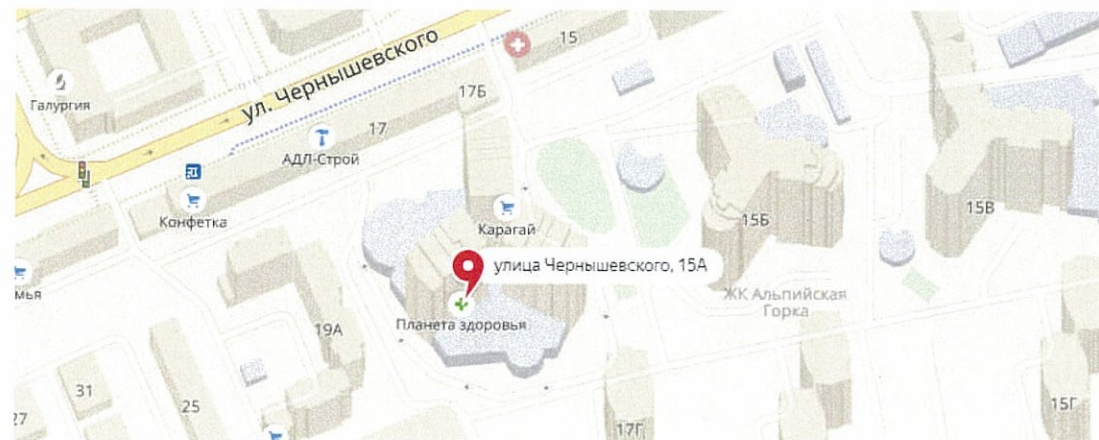 15
ул. Чернышевского
17Б
Галургия
17
АДЛ-Строй
Конфетка
Карагай
15Б
15В
улица Чернышевского, 15А
мья
ЖК Альпийская
Горка
Планета здоровья
19А
31
25
27
17Г
15Г